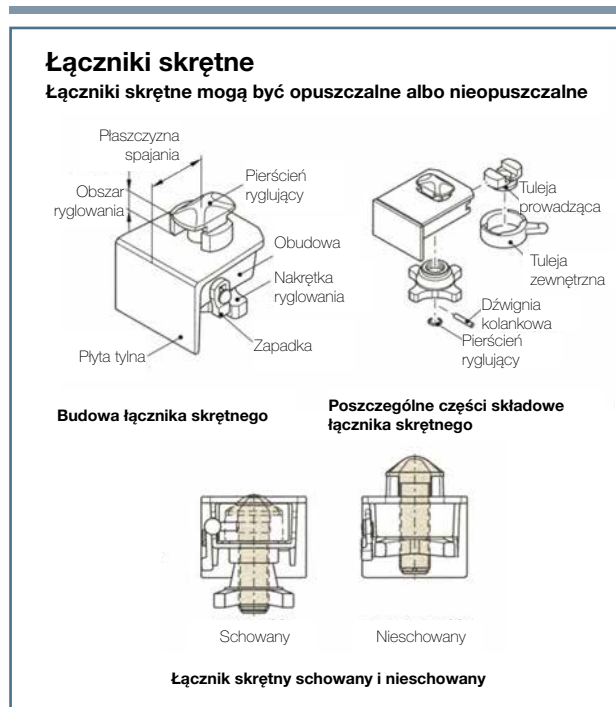 Łączniki skrętne
Łączniki skrętne mogą być opuszczalne albo nieopuszczalne
Płaszczyzna
spajania
Obszar
ryglowania
Pierścień
ryglujący
Obudowa
Nakrętka
ryglowania
Zapadka
Płyta tylna
Tuleja
prowadząca
Tuleja
zewnętrzna
Dźwignia
kolankowa
Pierścień
ryglujący
Budowa łącznika skrętnego
Poszczególne części składowe
łącznika skrętnego
Schowany
Nieschowany
Łącznik skrętny schowany i nieschowany